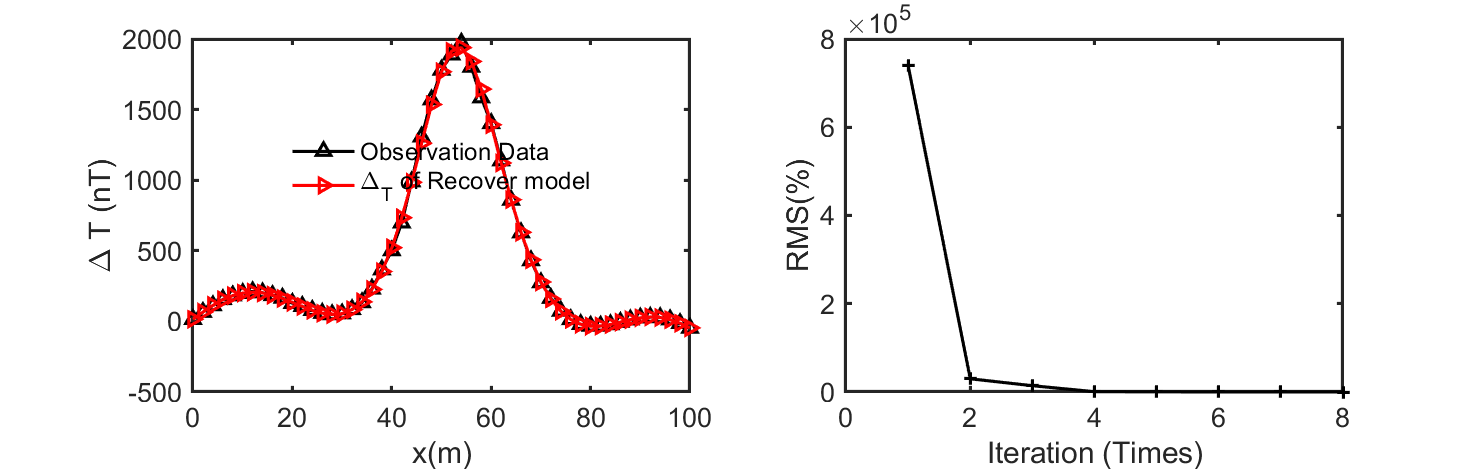 2000
1500
1000
500
0
-500
Δ T (nT)
Observation Data
Δ_T of Recover model
0 20 40 60 80 100
x(m)
×10^5
8
6
4
2
0
RMS(%)
0 2 4 6 8
Iteration (Times)